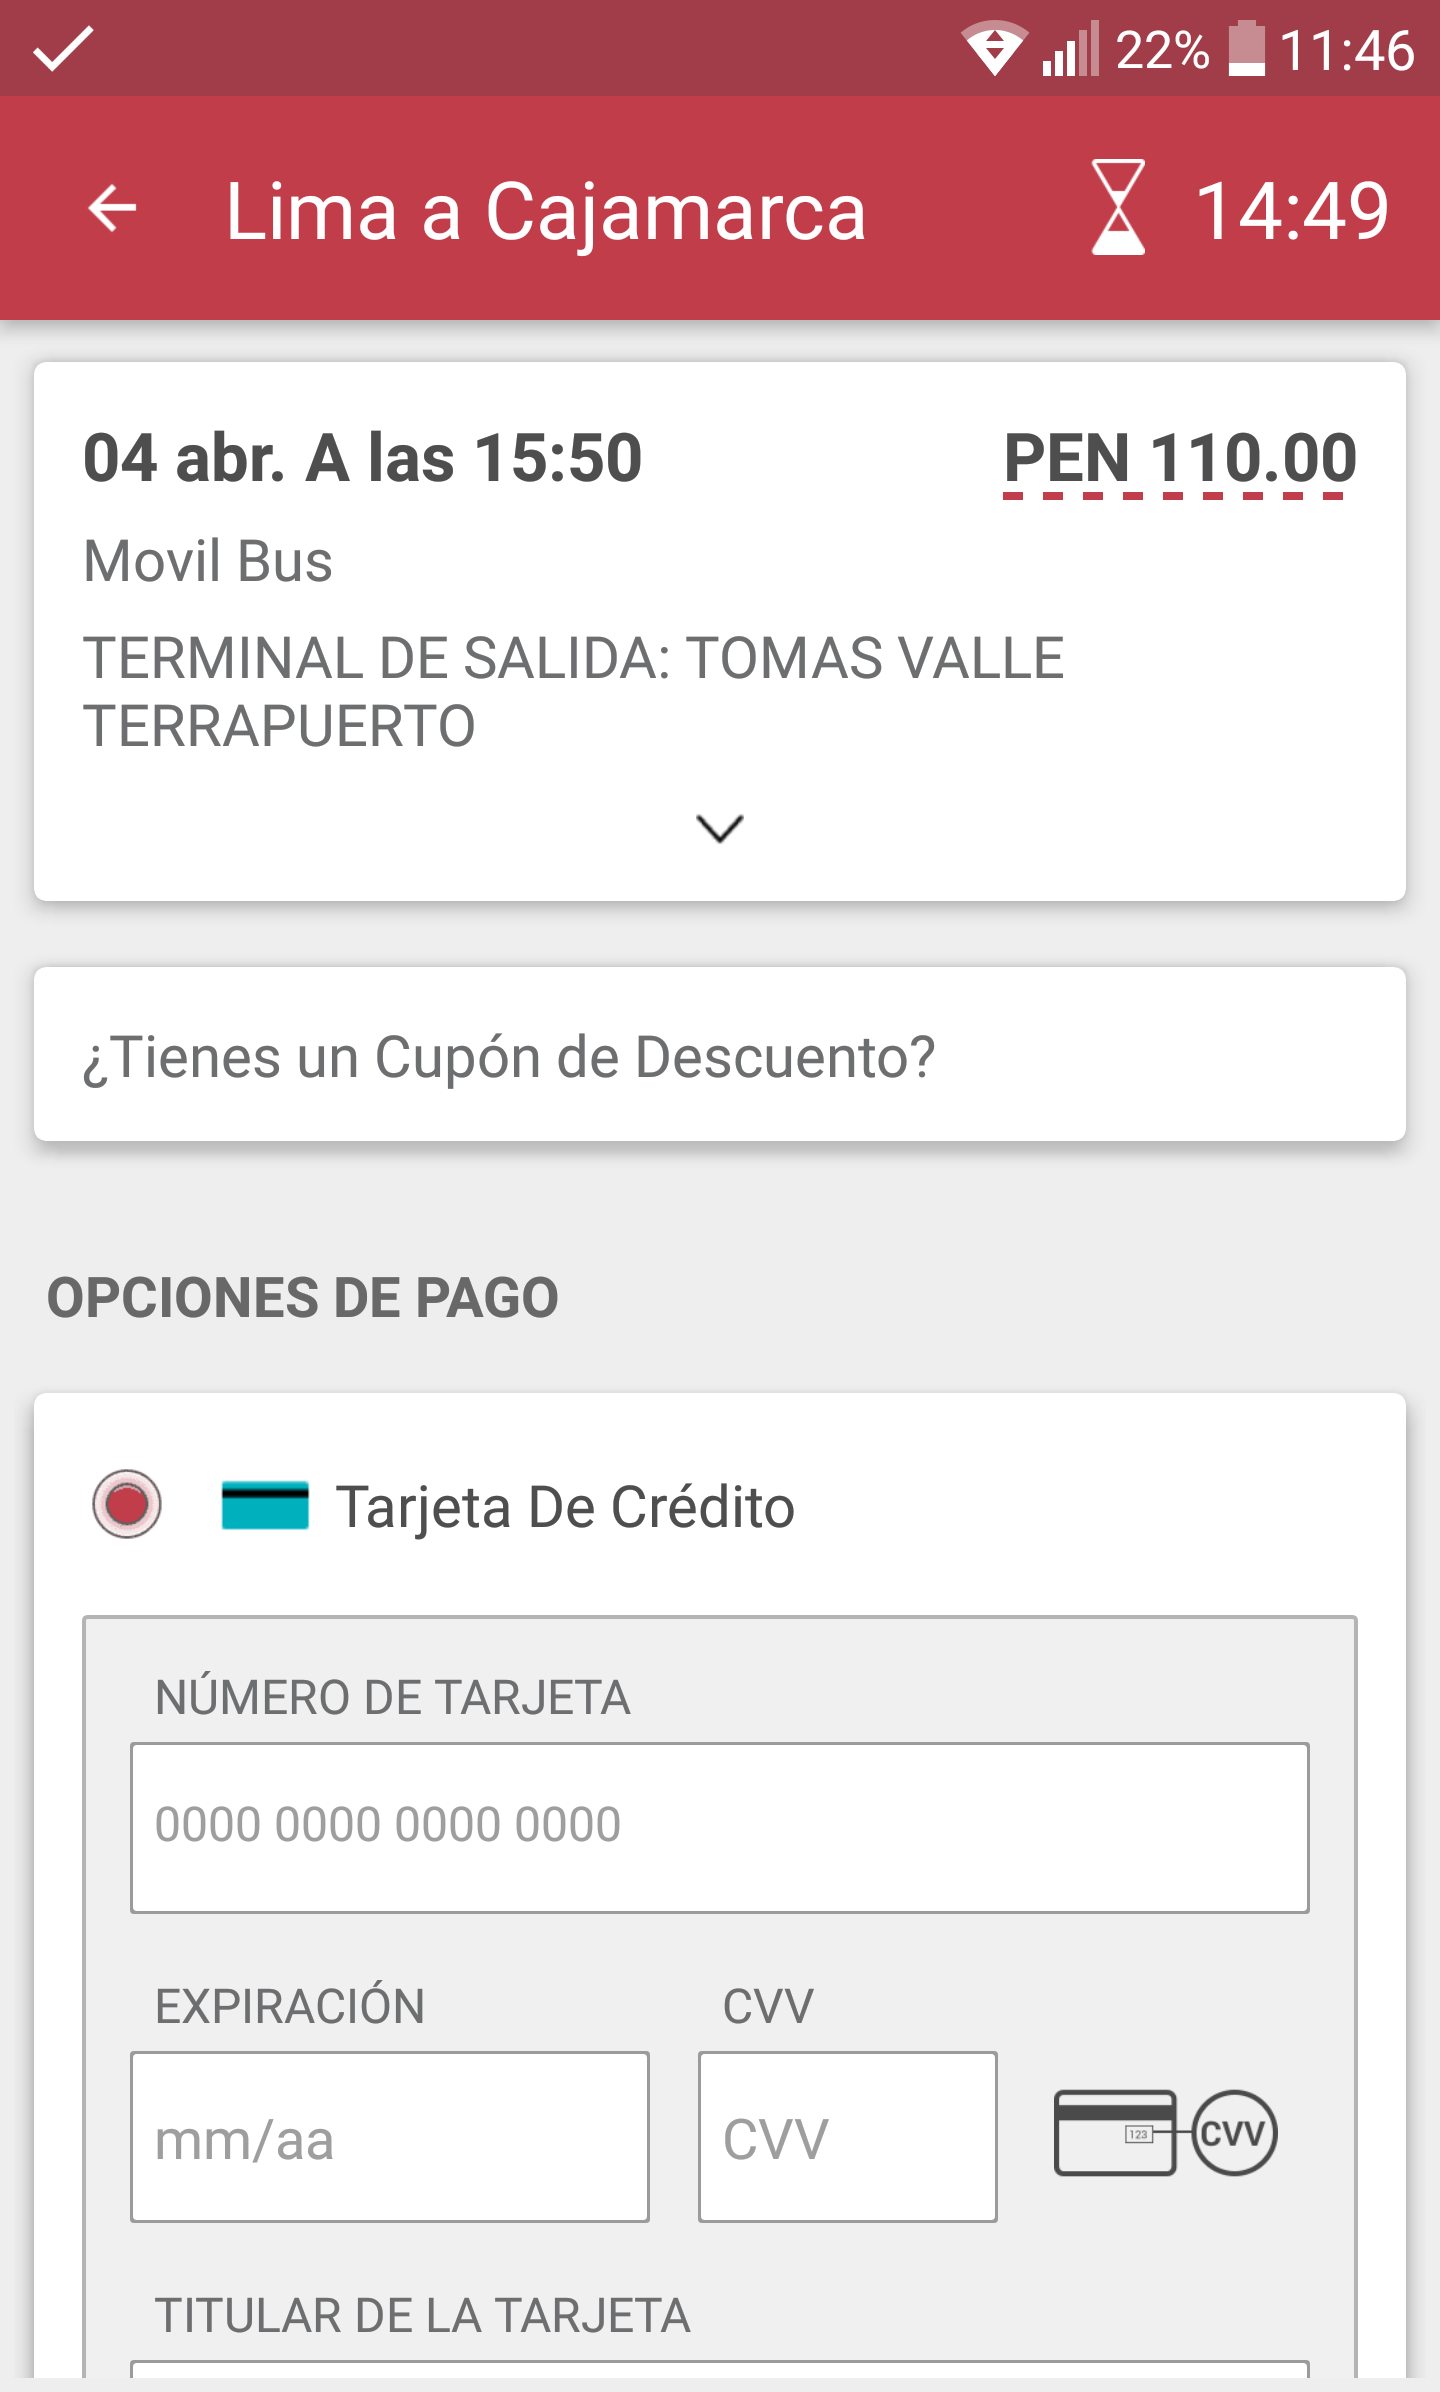 22% 11:46
Lima a Cajamarca 14:49
04 abr. A las 15:50 PEN 110.00
Movil Bus
TERMINAL DE SALIDA: TOMAS VALLE
TERRAPUERTO
¿Tienes un Cupón de Descuento?
OPCIONES DE PAGO
Tarjeta De Crédito
NÚMERO DE TARJETA
0000 0000 0000 0000
EXPIRACIÓN CVV
mm/aa CVV 123 CVV
TITULAR DE LA TARJETA